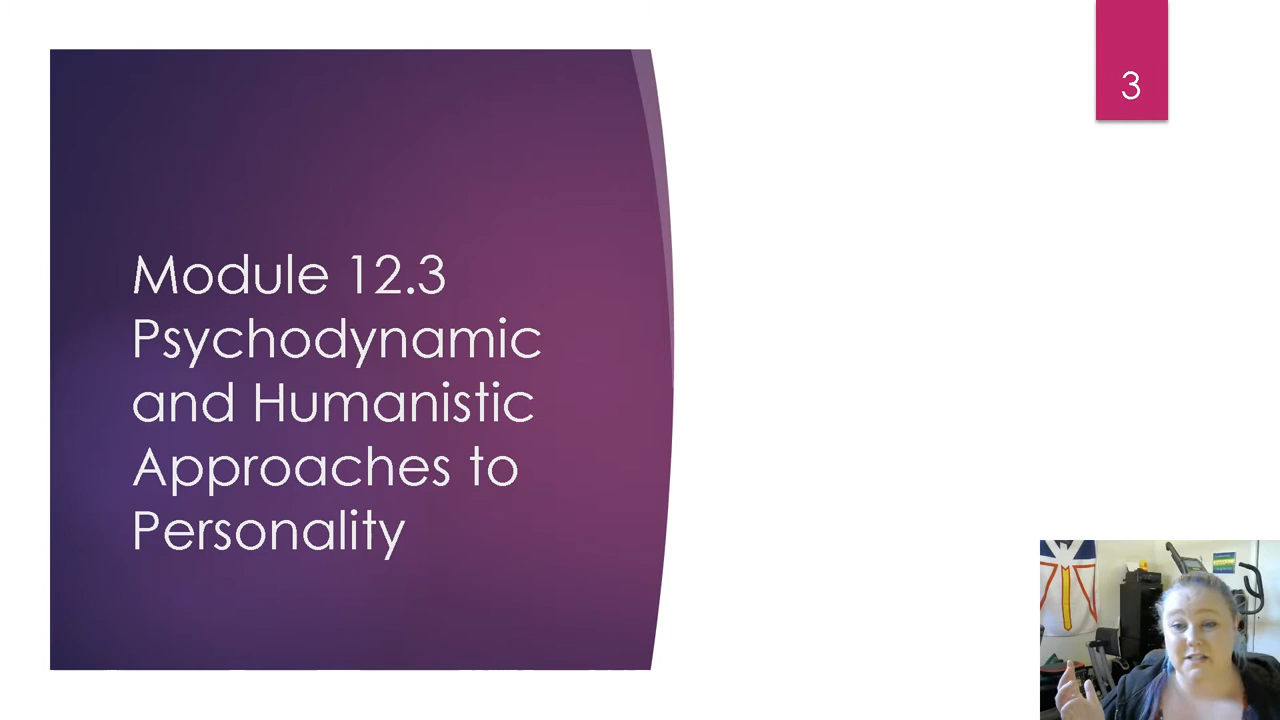 3
Module 12.3
Psychodynamic
and Humanistic
Approaches to
Personality